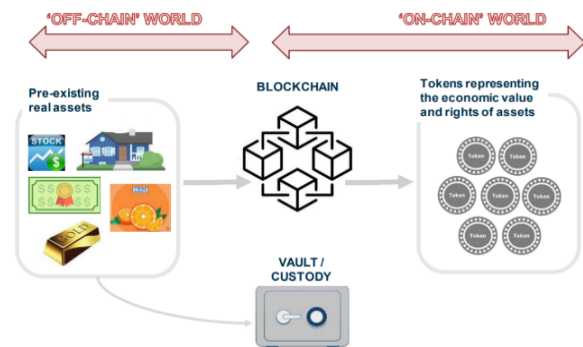 'OFF-CHAIN' WORLD
'ON-CHAIN' WORLD
Pre-existing
real assets
STOCK
$
$$ $$
$$ $$
GOLD
BLOCKCHAIN
VAULT /
CUSTODY
Tokens representing
the economic value
and rights of assets
Token
Token
Token
Token
Token
Token
Token